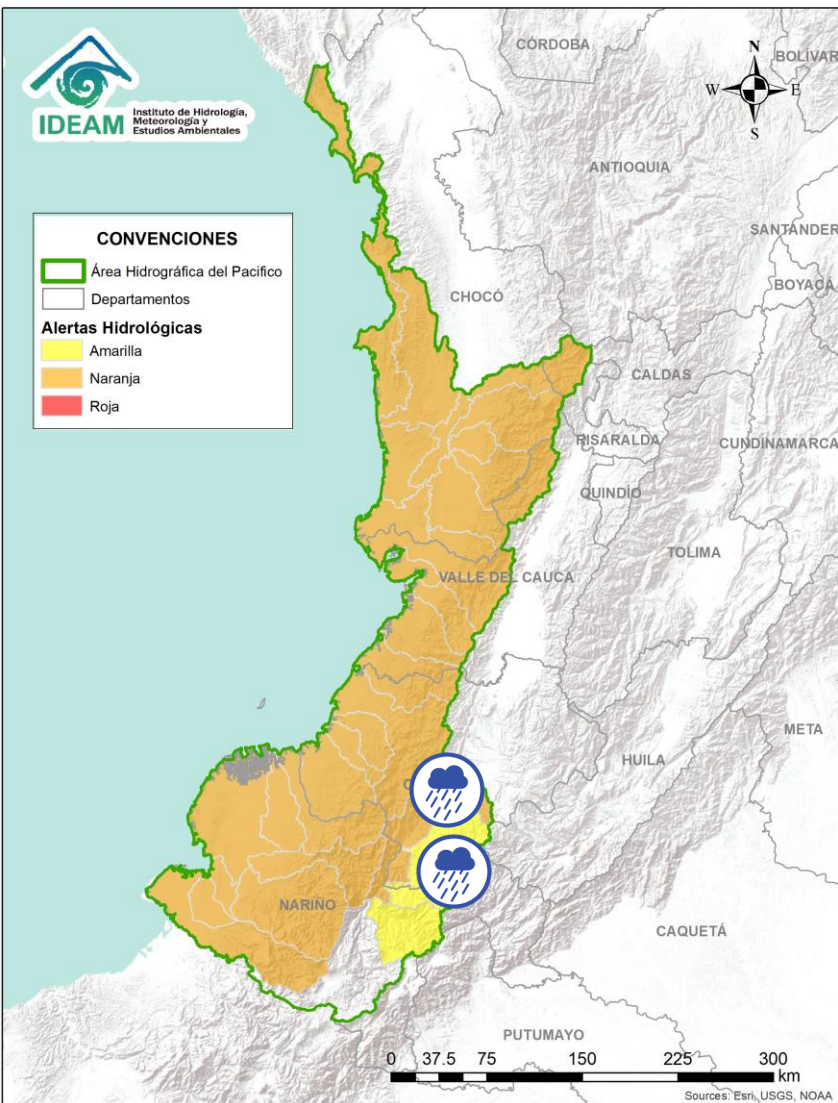 IDEAM
Instituto de Hidrología,
Meteorología y
Estudios Ambientales
CÓRDOBA
BOLÍVAR
N
W
E
S
ANTIOQUIA
SANTANDER
BOYACÁ
CHOCÓ
CONVENCIONES
Área Hidrográfica del Pacifico
Departamentos
Alertas Hidrológicas
Amarilla
Naranja
Roja
CALDAS
RISARALDA
CUNDINAMARCA
QUINDÍO
TOLIMA
VALLE DEL CAUCA
META
HUILA
NARIÑO
CAQUETÁ
PUTUMAYO
0 37.5 75 150 225 300
km
Sources: Esri, USGS, NOAA